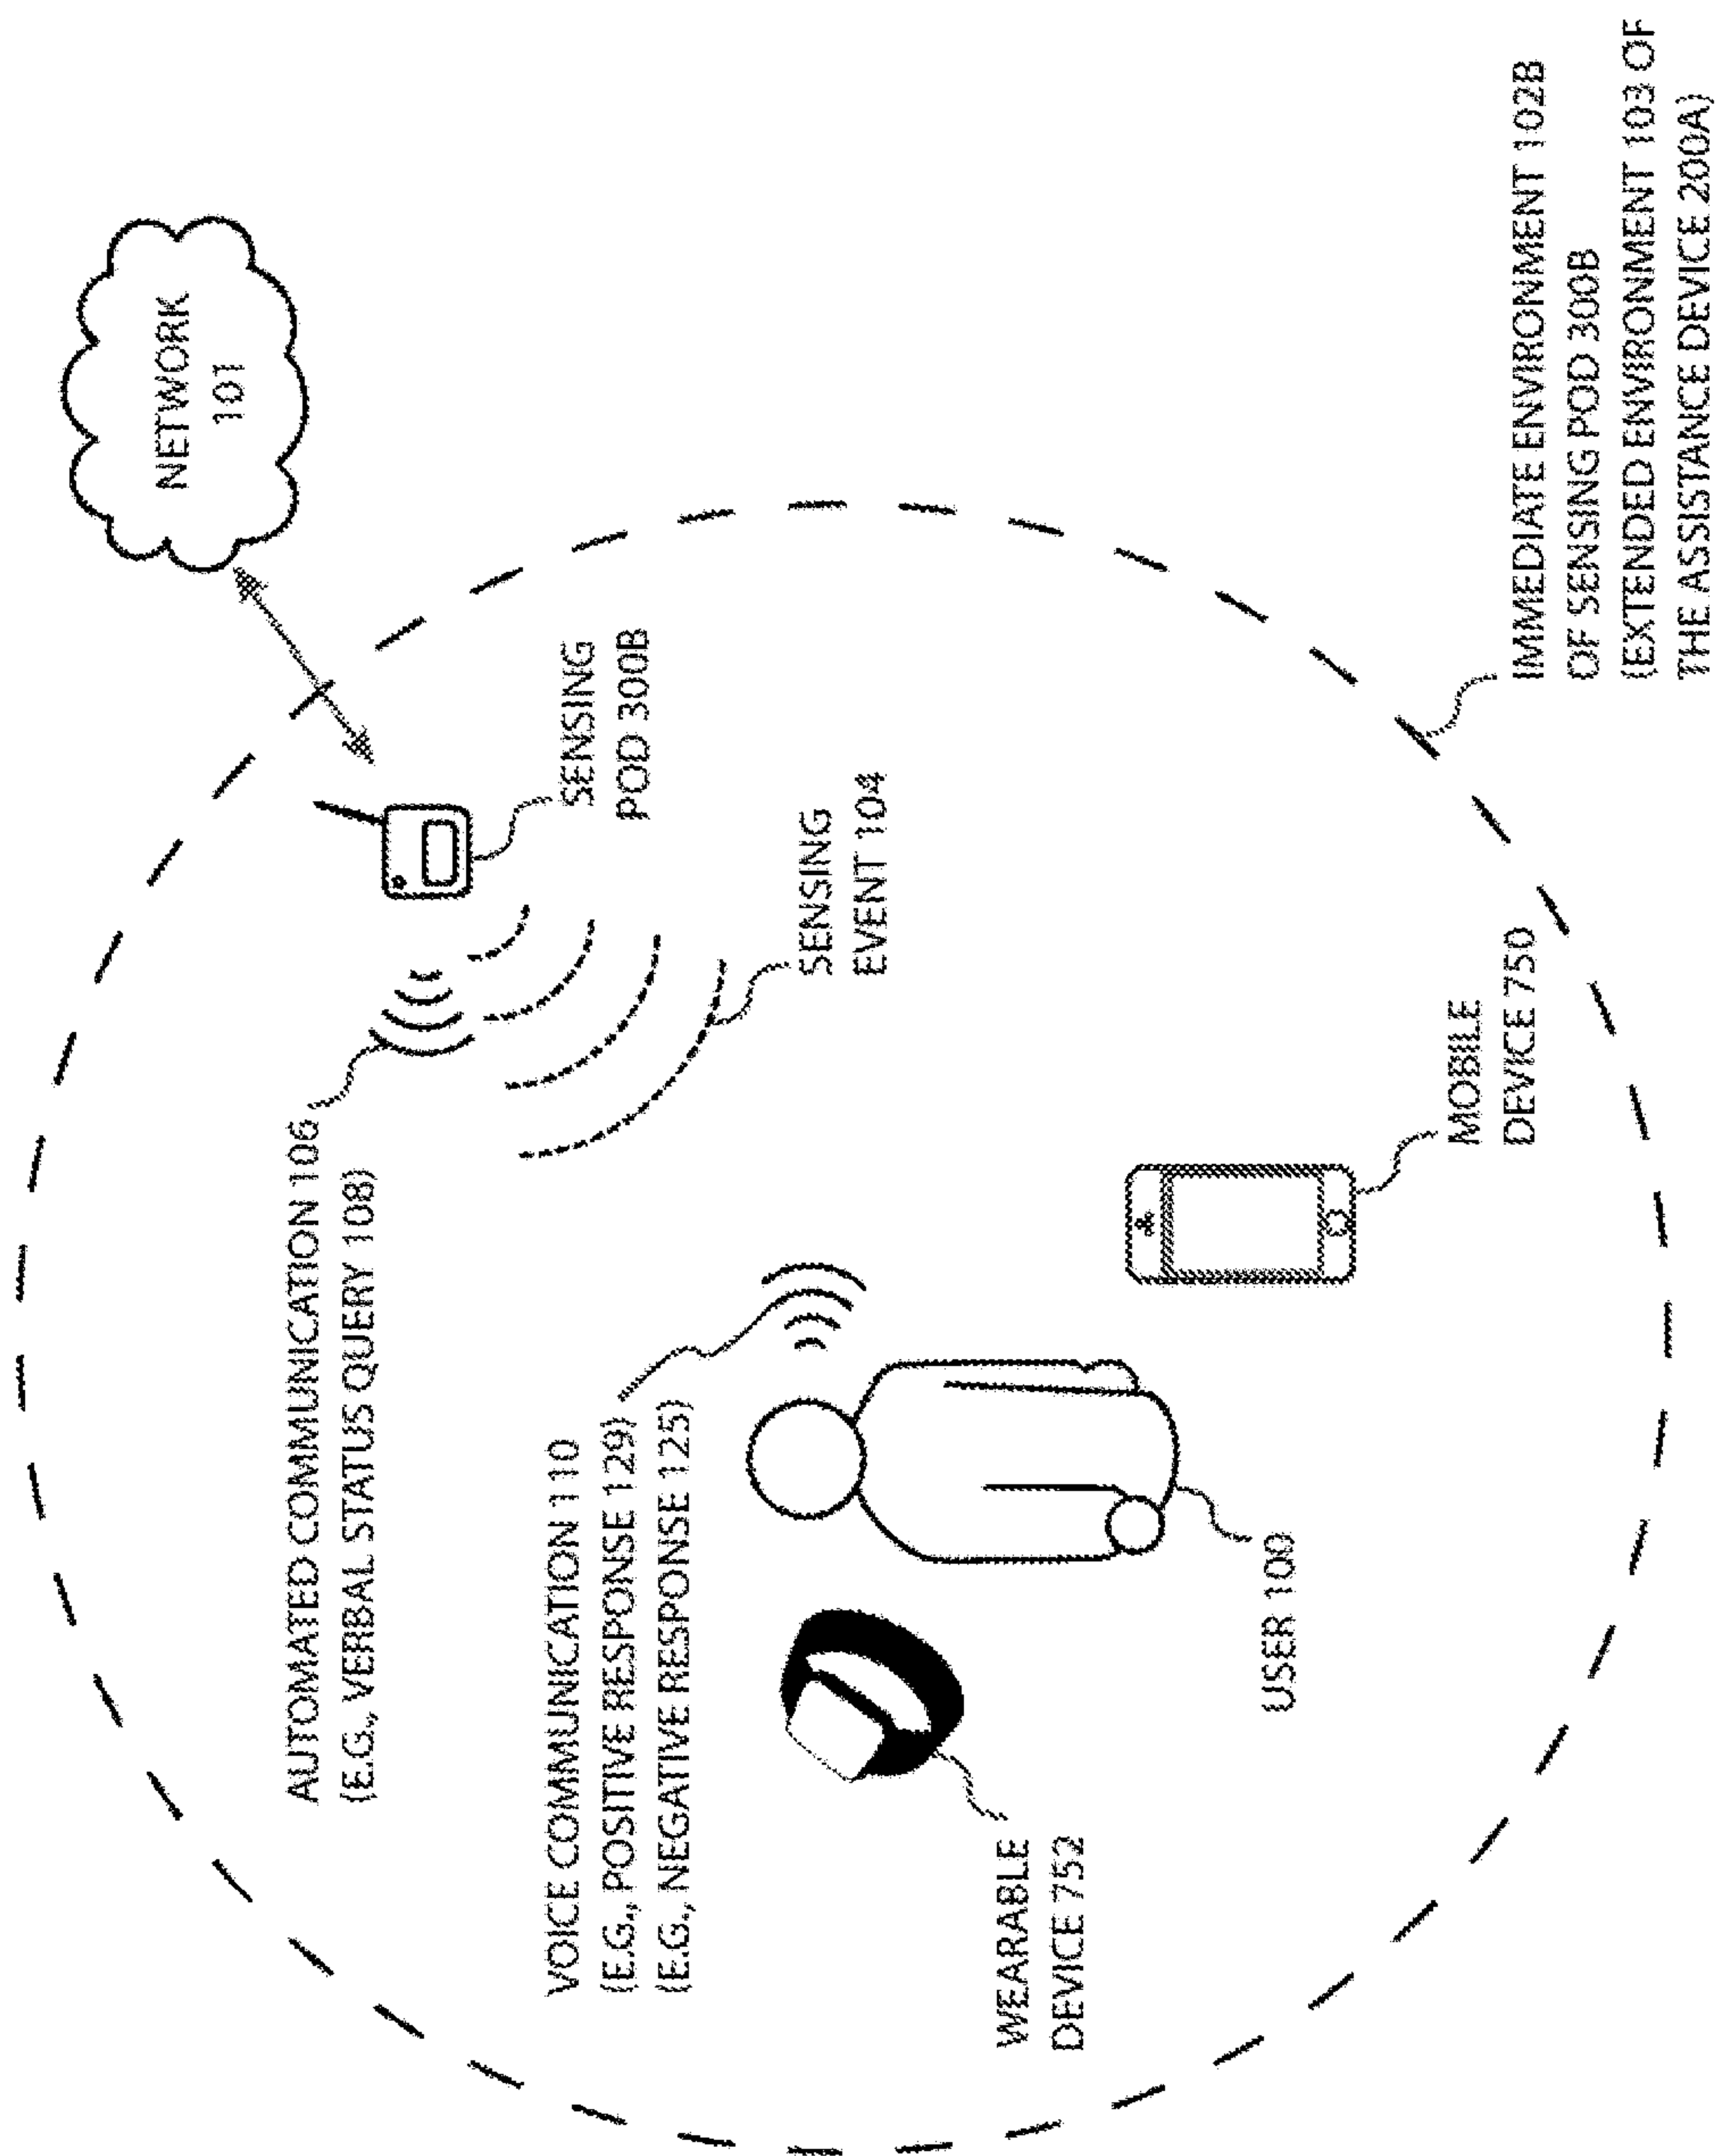 NETWORK
101
AUTOMATED COMMUNICATION 106
(E.G., VERBAL STATUS QUERY 108)
SENSING
POD 300B
VOICE COMMUNICATION 110
(E.G., POSITIVE RESPONSE 129)
(E.G., NEGATIVE RESPONSE 125)
SENSING
EVENT 104
WEARABLE
DEVICE 752
USER 100
MOBILE
DEVICE 750
IMMEDIATE ENVIRONMENT 102B
OF SENSING POD 300B
(EXTENDED ENVIRONMENT 103 OF
THE ASSISTANCE DEVICE 200A)